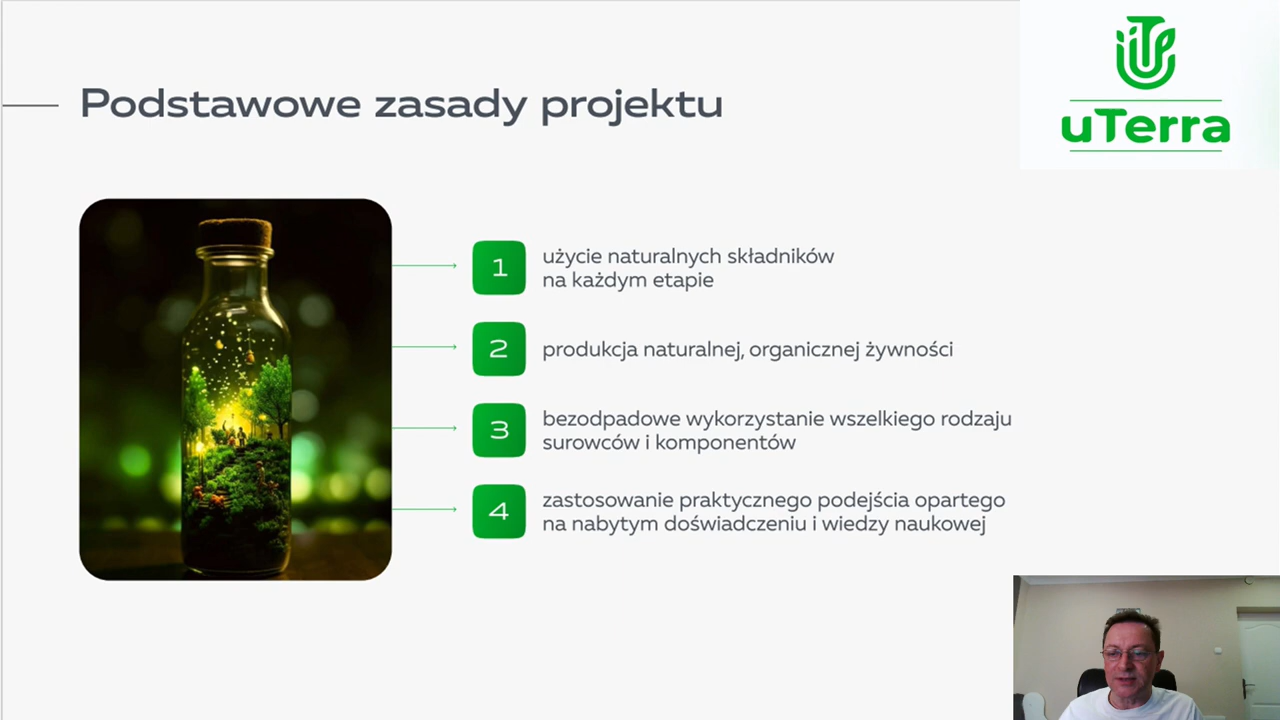 Podstawowe zasady projektu
uTerra
1
użycie naturalnych składników
na każdym etapie
2
produkcja naturalnej, organicznej żywności
3
bezodpadowe wykorzystanie wszelkiego rodzaju
surowców i komponentów
4
zastosowanie praktycznego podejścia opartego
na nabytym doświadczeniu i wiedzy naukowej